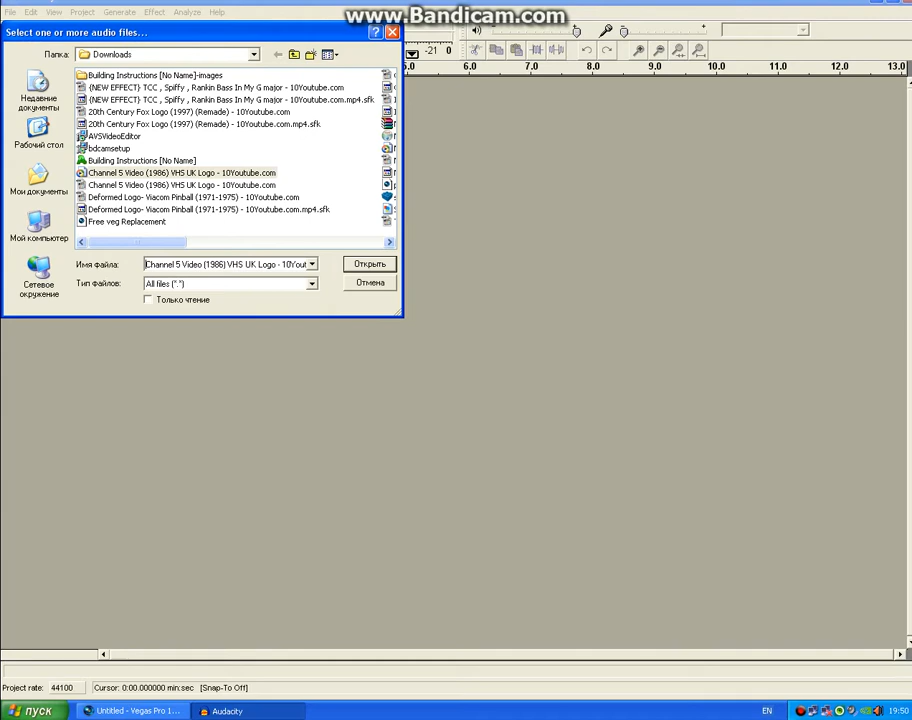 www.Bandicam.com
File Edit View Project Generate Effect Analyze Help
Select one or more audio files...
Папка: Downloads
Building Instructions [No Name]-images
{NEW EFFECT} TCC , Spiffy , Rankin Bass In My G major - 10Youtube.com
{NEW EFFECT} TCC , Spiffy , Rankin Bass In My G major - 10Youtube.com.mp4.sfk
20th Century Fox Logo (1997) (Remade) - 10Youtube.com
20th Century Fox Logo (1997) (Remade) - 10Youtube.com.mp4.sfk
AVSVideoEditor
bdcamsetup
Building Instructions [No Name]
Channel 5 Video (1986) VHS UK Logo - 10Youtube.com
Channel 5 Video (1986) VHS UK Logo - 10Youtube.com
Deformed Logo- Viacom Pinball (1971-1975) - 10Youtube.com
Deformed Logo- Viacom Pinball (1971-1975) - 10Youtube.com.mp4.sfk
Free veg Replacement
Недавние документы
Рабочий стол
Мои документы
Мой компьютер
Сетевое окружение
Имя файла: Channel 5 Video (1986) VHS UK Logo - 10Yout
Открыть
Тип файлов: All files (*.*)
Отмена
Только чтение
-21 0
5.0 6.0 7.0 8.0 9.0 10.0 11.0 12.0 13.0
Project rate: 44100 Cursor: 0:00.000000 min:sec [Snap-To Off]
пуск Untitled - Vegas Pro 1... Audacity EN 19:50